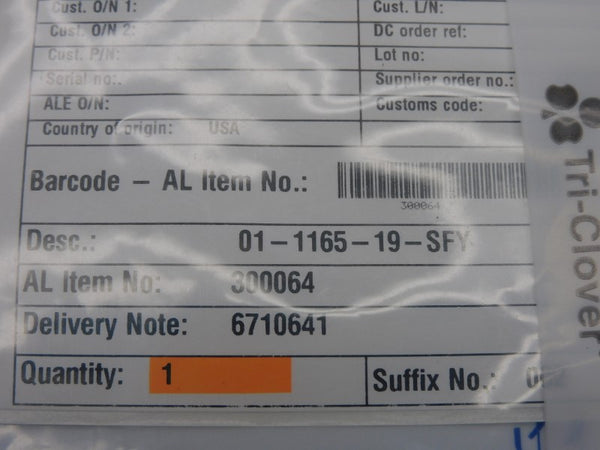 Cust. O/N 1: Cust. L/N:
Cust. O/N 2: DC order ref:
Cust. P/N: Lot no:
Serial no.: Supplier order no.:
ALE O/N: Customs code:
Country of origin: USA
Barcode – AL Item No.:
300064
Desc.: 01-1165-19-SFY
AL Item No: 300064
Delivery Note: 6710641
Quantity: 1 Suffix No.:
Tri-Clover